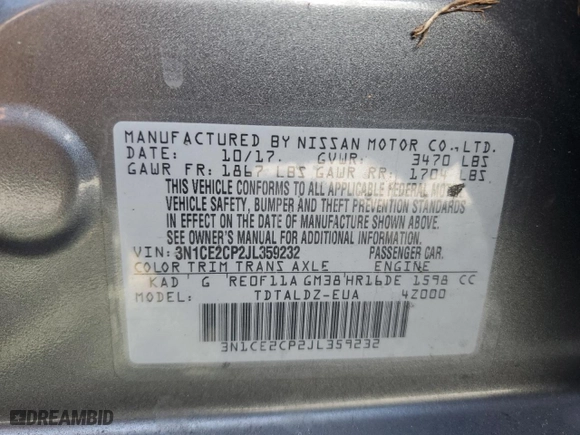 MANUFACTURED BY NISSAN MOTOR CO.,LTD.
DATE: 10/17. GVWR: 3470 LBS
GAWR FR: 1867 LBS GAWR RR: 1704 LBS
THIS VEHICLE CONFORMS TO ALL APPLICABLE FEDERAL MOTOR
VEHICLE SAFETY, BUMPER AND THEFT PREVENTION STANDARDS
IN EFFECT ON THE DATE OF MANUFACTURE SHOWN ABOVE.
SEE OWNER'S MANUAL FOR ADDITIONAL INFORMATION.
VIN: 3N1CE2CP2JL359232 PASSENGER CAR.
COLOR TRIM TRANS AXLE ENGINE
KAD G RE0F11A GM38 HR16DE 1598 CC
MODEL: TDTALDZ-EUA 4Z000
3N1CE2CP2JL359232
DREAMBID